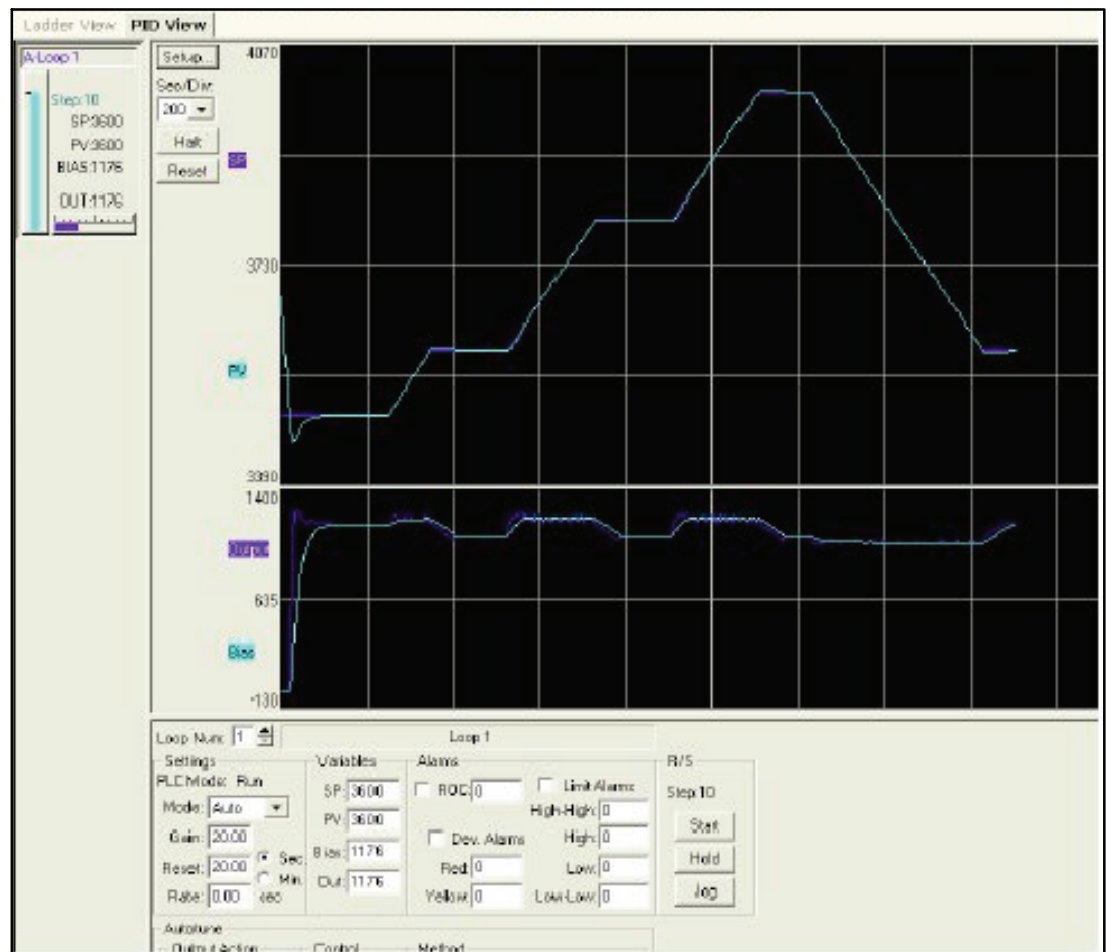 Ladder View PID View
A-Loop 1
Step:10
SP:3600
PV:3600
BIAS:1176
OUT:1176
Setup...
Sec/Div:
200
Halt
Reset
4070
SP
3730
PV
3390
1400
Output
635
Bias
-130
Loop Num: 1 Loop 1
Settings
PLC Mode: Run
Mode: Auto
Gain: 20.00
Reset: 20.00 Sec
Min
Rate: 0.00 sec
Variables
SP: 3600
PV: 3600
Bias: 1176
Out: 1176
Alarms
ROC: 0
Limit Alarms
High-High: 0
Dev. Alarms
High: 0
Red: 0
Low: 0
Yellow: 0
Low-Low: 0
R/S
Step:10
Start
Hold
Jog
Autotune
Output Action Control Method